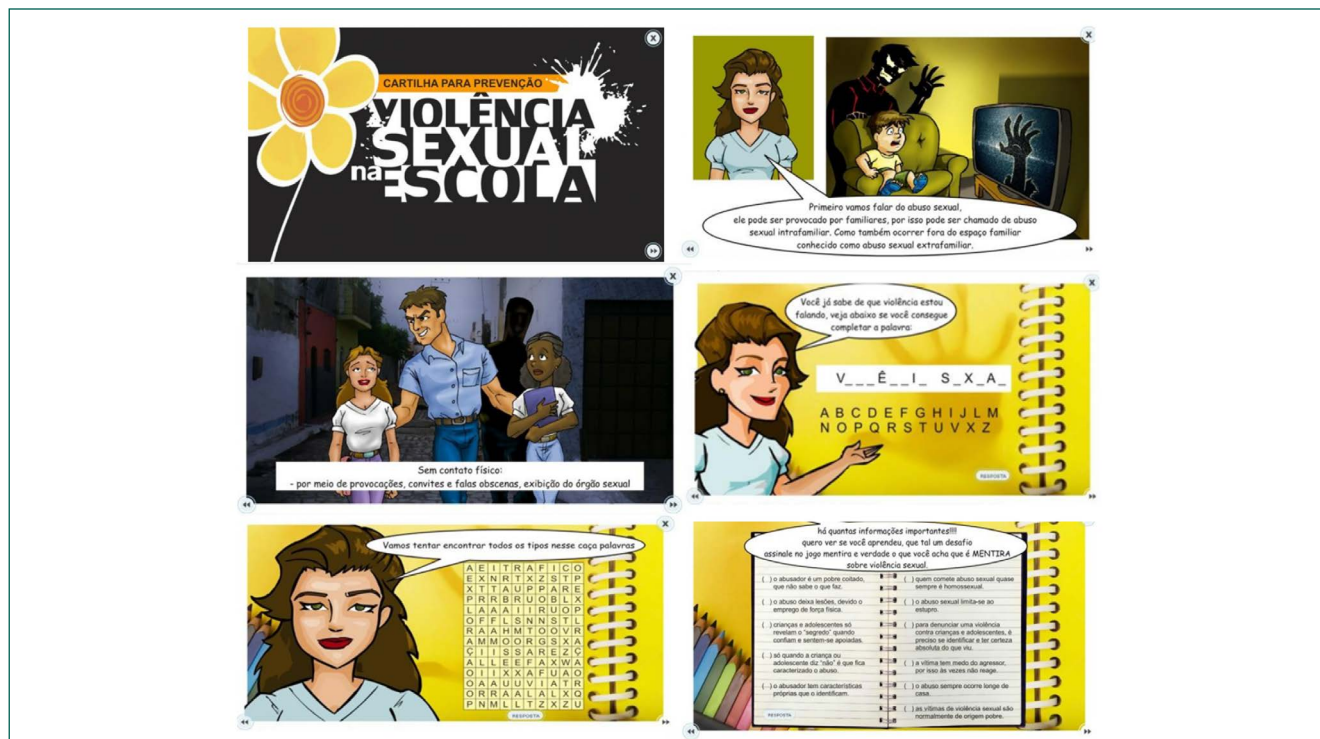 CARTILHA PARA PREVENÇÃO
VIOLÊNCIA
SEXUAL
na ESCOLA
Primeiro vamos falar do abuso sexual,
ele pode ser provocado por familiares, por isso pode ser chamado de abuso
sexual intrafamiliar. Como também ocorrer fora do espaço familiar
conhecido como abuso sexual extrafamiliar.
Sem contato físico:
- por meio de provocações, convites e falas obscenas, exibição do órgão sexual
Você já sabe de que violência estou
falando, veja abaixo se você consegue
completar a palavra:
V___Ê__I_ S_X_A_
A B C D E F G H I J L M
N O P Q R S T U V X Z
RESPOSTA
Vamos tentar encontrar todos os tipos nesse caça palavras
A E I T R A F I C O
E X N R T X Z S T P
X T T A U P P A R E
P R R B R U O B L X
L A A A I I R U O P
O F F L S N N S T L
R A A H M T O O V R
A M M O O R G S X A
Ç I I S S A R E Z Ç
A L L E E F A X W A
O I I X X A F U A O
O A A U U V I A T R
O R R A A L A L X Q
P N M L L T Z X Z U
RESPOSTA
há quantas informações importantes!!!!
quero ver se você aprendeu, que tal um desafio
assinale no jogo mentira e verdade o que você acha que é MENTIRA
sobre violência sexual.
( ) o abusador é um pobre coitado,
que não sabe o que faz.
( ) o abuso deixa lesões, devido o
emprego de força física.
( ) crianças e adolescentes só
revelam o "segredo" quando
confiam e sentem-se apoiadas.
( ) só quando a criança ou
adolescente diz "não" é que fica
caracterizado o abuso.
( ) o abusador tem características
próprias que o identificam.
RESPOSTA
( ) quem comete abuso sexual quase
sempre é homossexual.
( ) o abuso sexual limita-se ao
estupro.
( ) para denunciar uma violência
contra crianças e adolescentes, é
preciso se identificar e ter certeza
absoluta do que viu.
( ) a vítima tem medo do agressor,
por isso às vezes não reage.
( ) o abuso sempre ocorre longe de
casa.
( ) as vítimas de violência sexual são
normalmente de origem pobre.